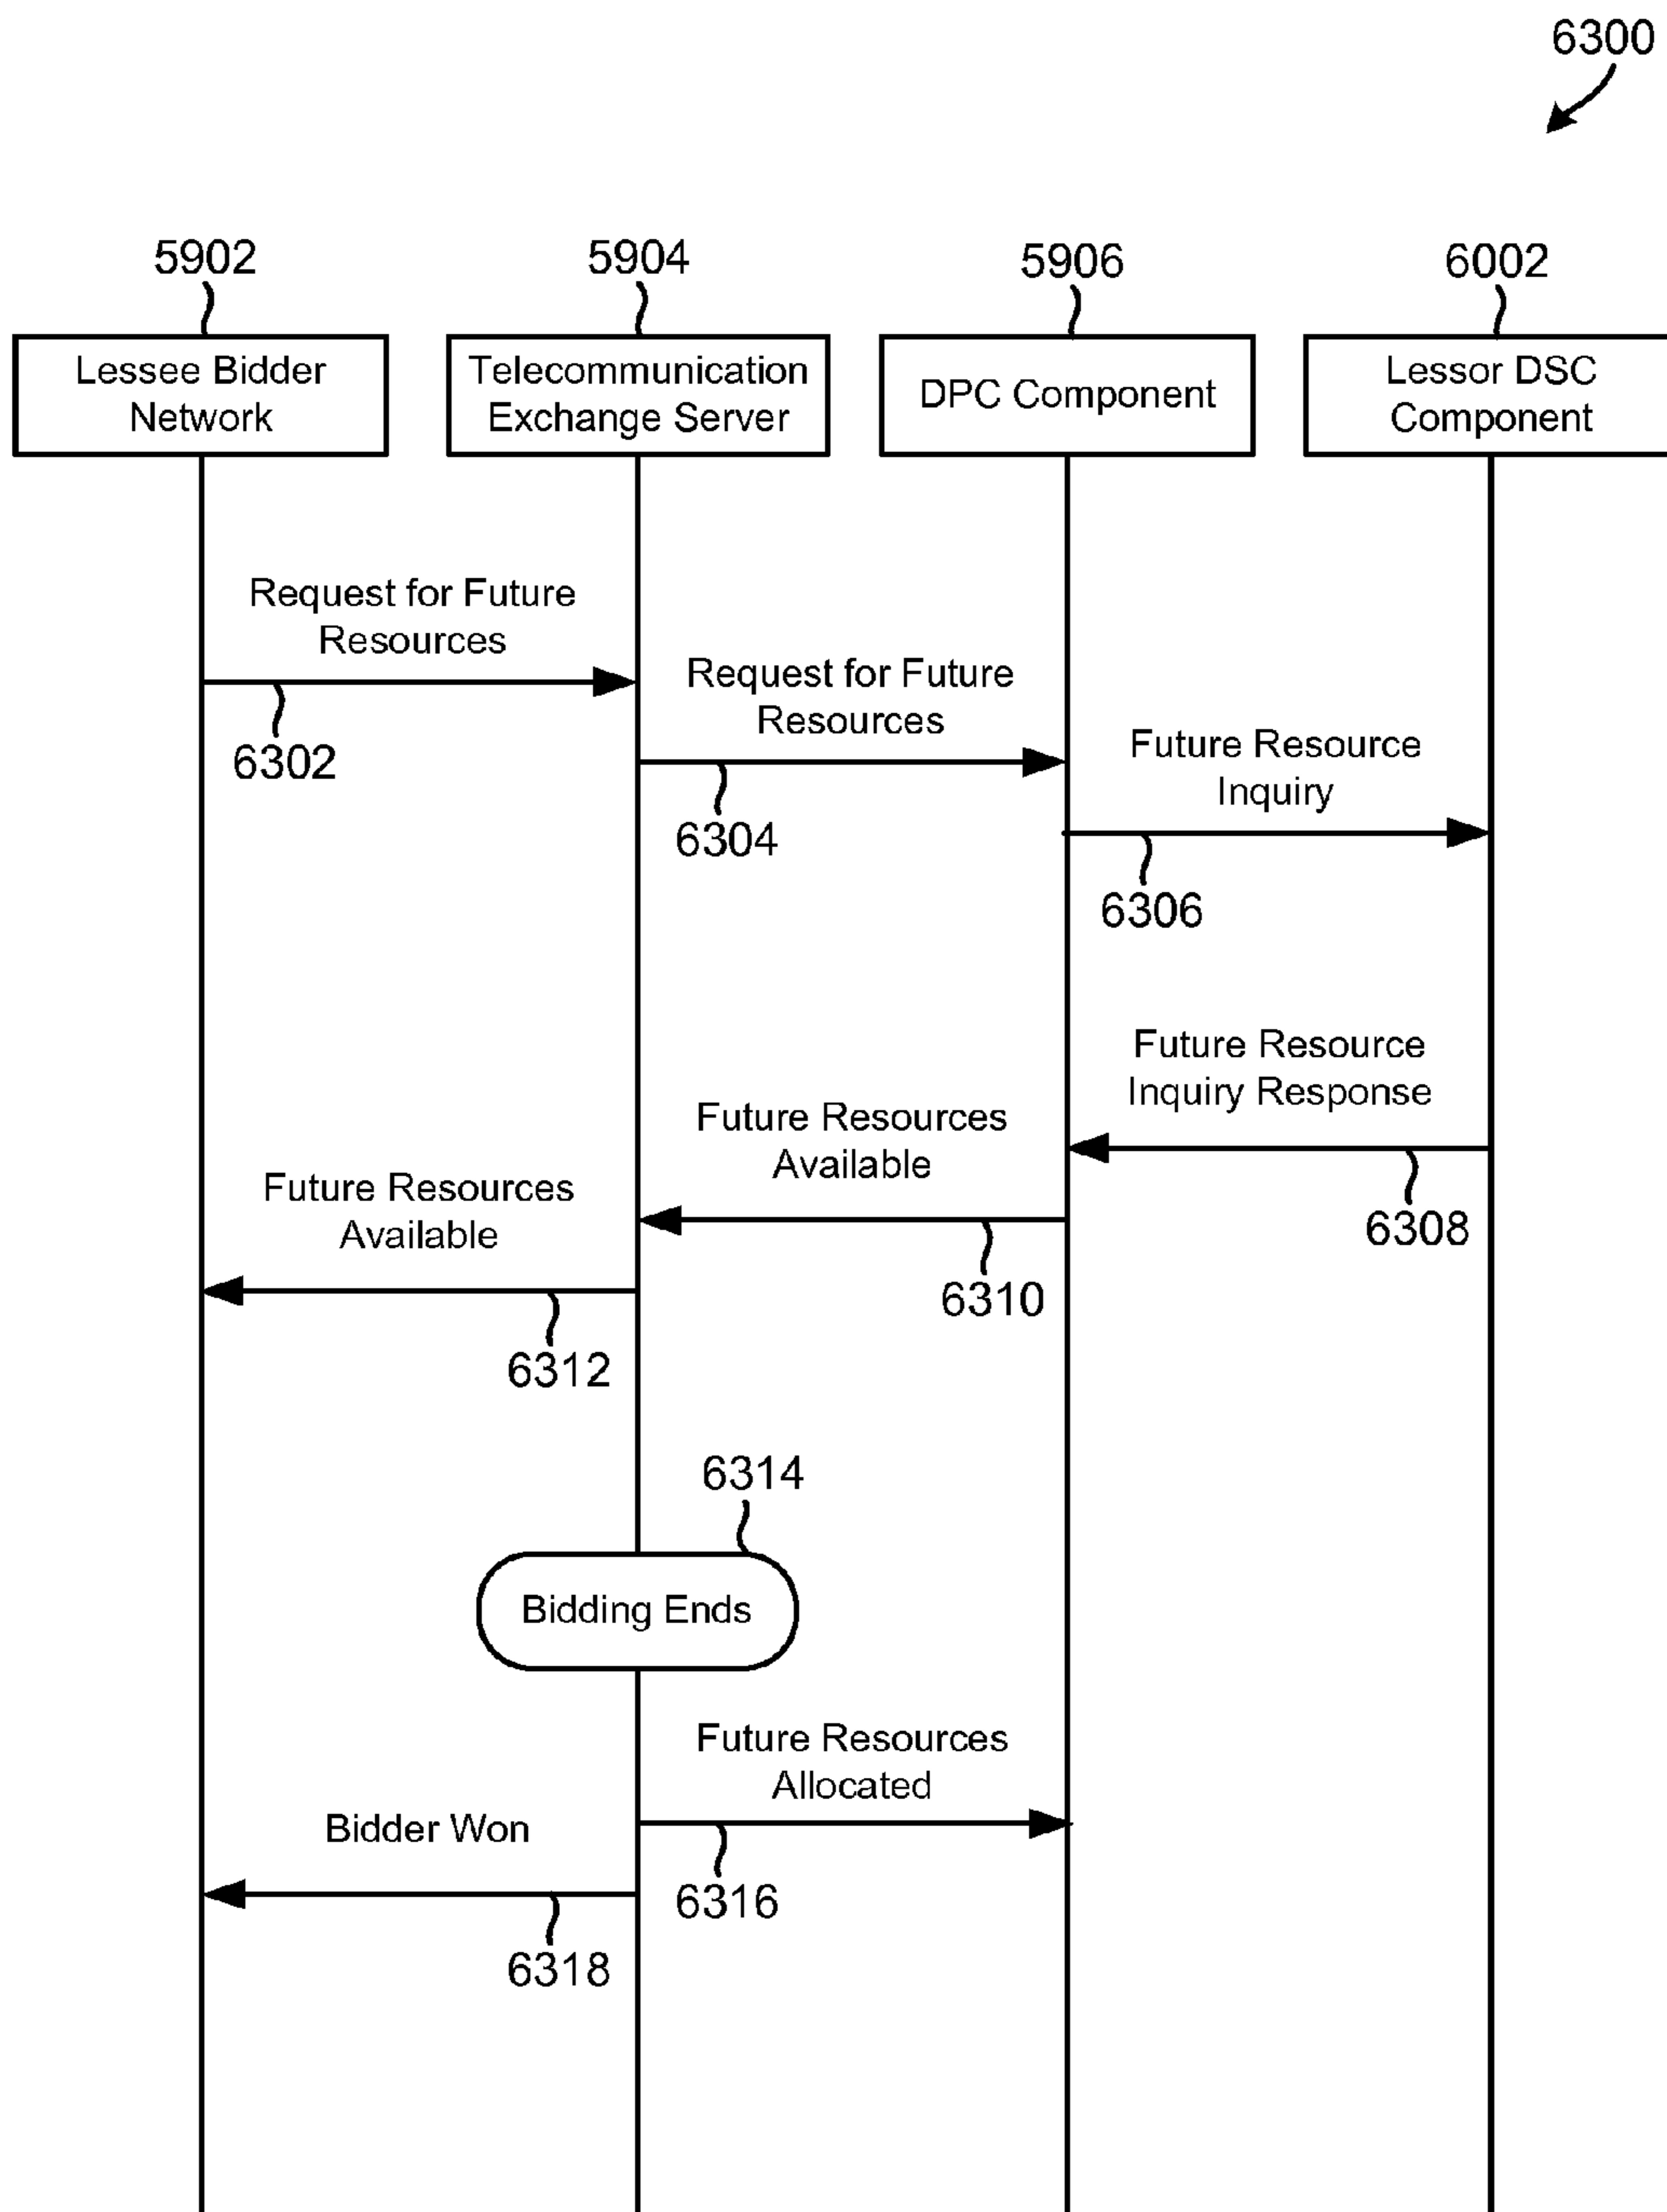 6300
5902
5904
5906
6002
Lessee Bidder
Network
Telecommunication
Exchange Server
DPC Component
Lessor DSC
Component
Request for Future
Resources
6302
Request for Future
Resources
6304
Future Resource
Inquiry
6306
Future Resource
Inquiry Response
6308
Future Resources
Available
6310
Future Resources
Available
6312
6314
Bidding Ends
Future Resources
Allocated
6316
Bidder Won
6318